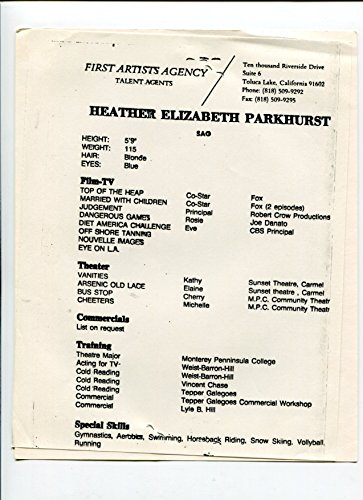 FIRST ARTISTS AGENCY
TALENT AGENTS
Ten thousand Riverside Drive
Suite 6
Toluca Lake, California 91602
Phone: (818) 509-9292
Fax: (818) 509-9295
HEATHER ELIZABETH PARKHURST
SAG
HEIGHT: 5'9"
WEIGHT: 115
HAIR: Blonde
EYES: Blue
Film-TV
TOP OF THE HEAP Co-Star Fox
MARRIED WITH CHILDREN Co-Star Fox (2 episodes)
JUDGEMENT Principal Robert Crow Productions
DANGEROUS GAMES Rosie Joe Denato
DIET AMERICA CHALLENGE Eve CBS Principal
OFF SHORE TANNING
NOUVELLE IMAGES
EYE ON L.A.
Theater
VANITIES Kathy Sunset Theatre, Carmel
ARSENIC OLD LACE Elaine Sunset theatre, Carmel
BUS STOP Cherry M.P.C. Community Theatr
CHEETERS Michelle M.P.C. Community Theatr
Commercials
List on request
Training
Theatre Major Monterey Penninsula College
Acting for TV- Weist-Barron-Hill
Cold Reading Weist-Barron-Hill
Cold Reading Vincent Chase
Cold Reading Tepper Galegoes
Commercial Tepper Galegoes Commercial Workshop
Commercial Lyle B. Hill
Special Skills
Gymnastics, Aerobics, Swimming, Horseback Riding, Snow Skiing, Vollyball,
Running